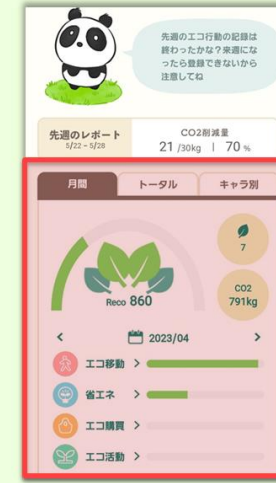 先週のエコ行動の記録は
終わったかな？来週にな
ったら登録できないから
注意してね
先週のレポート
5/22 – 5/28
CO2削減量
21 /30kg | 70 %
月間
トータル
キャラ別
7
Reco 860
CO2
791kg
<
2023/04
>
エコ移動 >
省エネ >
エコ購買 >
エコ活動 >